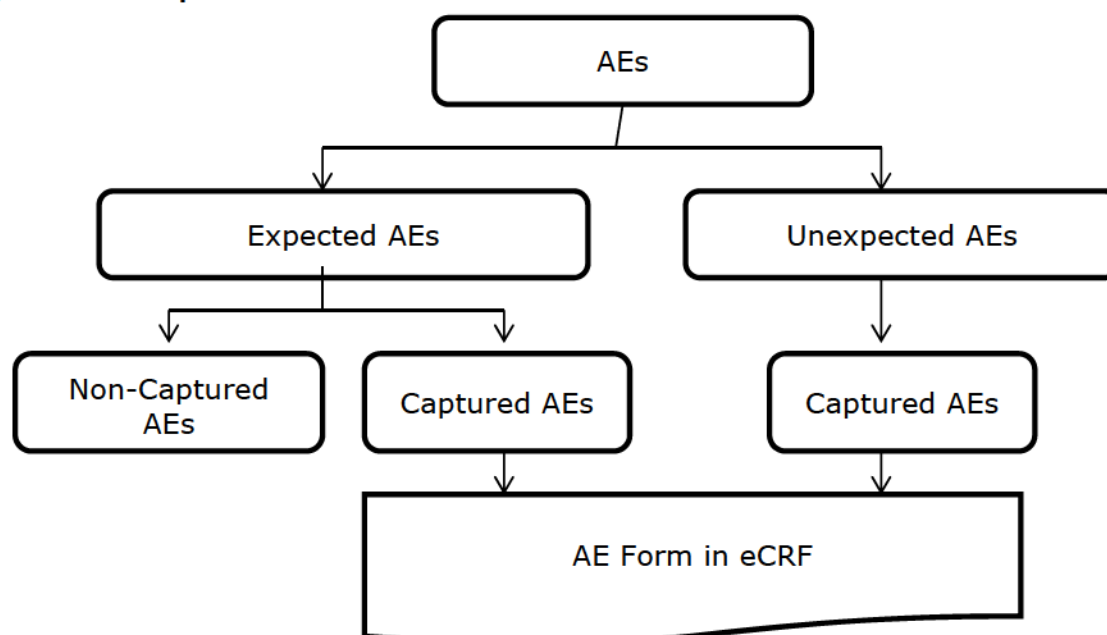 AEs
Expected AEs
Unexpected AEs
Non-Captured
AEs
Captured AEs
Captured AEs
AE Form in eCRF